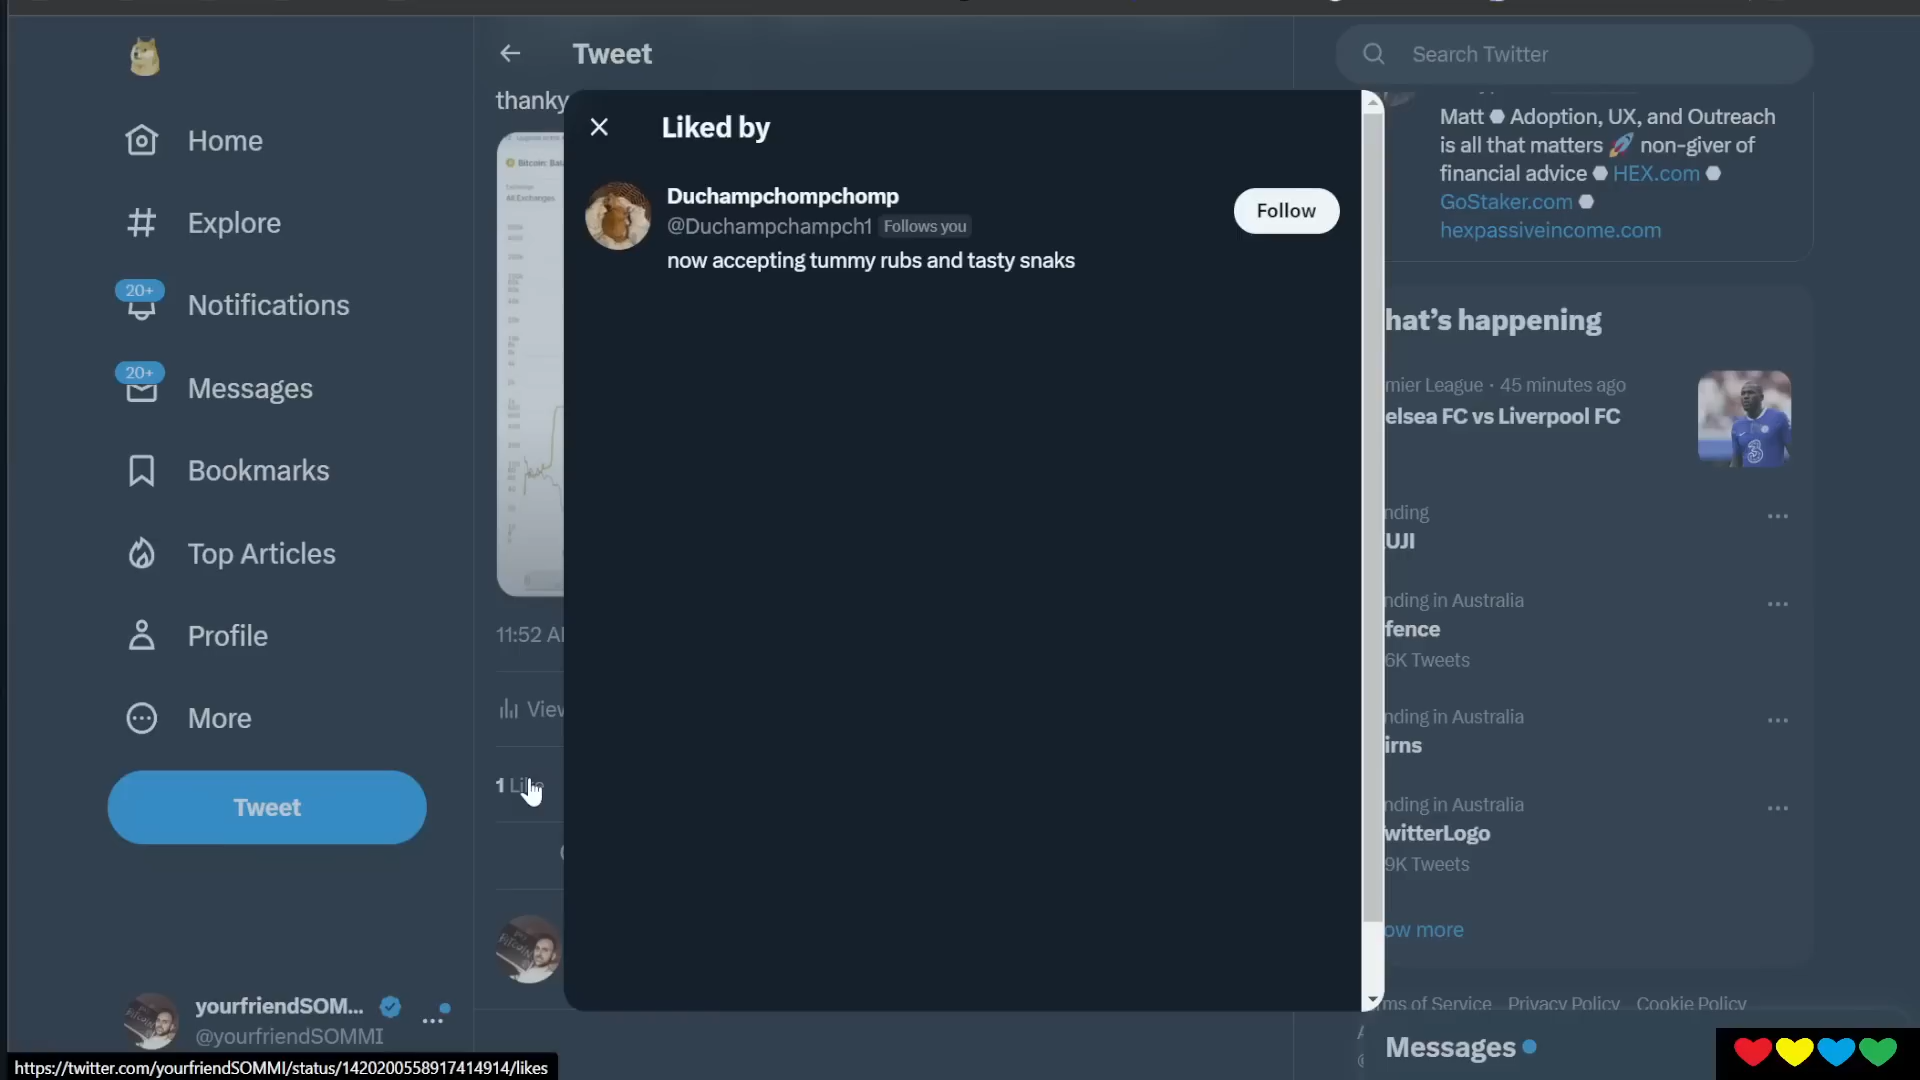 Home
Explore
20+
Notifications
20+
Messages
Bookmarks
Top Articles
Profile
More
Tweet
yourfriendSOM...
@yourfriendSOMMI
https://twitter.com/yourfriendSOMMI/status/1420200558917414914/likes
Tweet
thanky
Bitcoin:
All Exchanges
11:52
1
Liked by
Duchampchompchomp
@Duchampchampch1 Follows you
now accepting tummy rubs and tasty snaks
Follow
Search Twitter
Matt Adoption, UX, and Outreach
is all that matters 🚀 non-giver of
financial advice HEX.com
GoStaker.com
hexpassiveincome.com
hat's happening
mier League · 45 minutes ago
elsea FC vs Liverpool FC
3
nding
UJI
nding in Australia
fence
6K Tweets
nding in Australia
irns
nding in Australia
witterLogo
9K Tweets
ow more
ms of Service Privacy Policy Cookie Policy
Messages